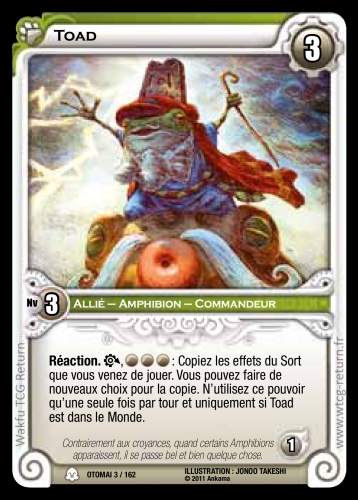 Toad
3
Nv 3 Allié – Amphibion – Commandeur
Réaction. , : Copiez les effets du Sort
que vous venez de jouer. Vous pouvez faire de
nouveaux choix pour la copie. N'utilisez ce pouvoir
qu'une seule fois par tour et uniquement si Toad
est dans le Monde.
Contrairement aux croyances, quand certains Amphibions
apparaissent, il se passe bel et bien quelque chose.
1
OTOMAI 3 / 162
ILLUSTRATION : JONOO TAKESHI
© 2011 Ankama
Wakfu TCG Return
www.wtcg-return.fr